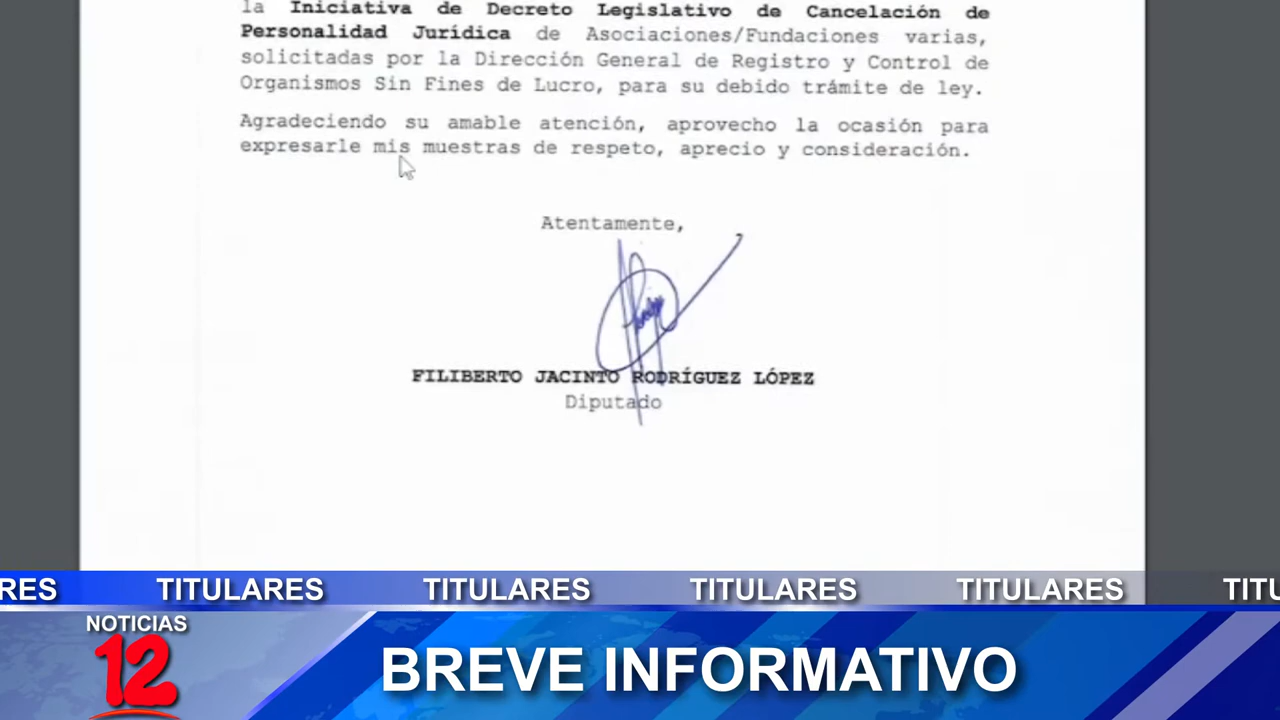 la Iniciativa de Decreto Legislativo de Cancelación de
Personalidad Jurídica de Asociaciones/Fundaciones varias,
solicitadas por la Dirección General de Registro y Control de
Organismos Sin Fines de Lucro, para su debido trámite de ley.
Agradeciendo su amable atención, aprovecho la ocasión para
expresarle mis muestras de respeto, aprecio y consideración.
Atentamente,
FILIBERTO JACINTO RODRÍGUEZ LÓPEZ
Diputado
RES TITULARES TITULARES TITULARES TITULARES TITU
NOTICIAS
12
BREVE INFORMATIVO